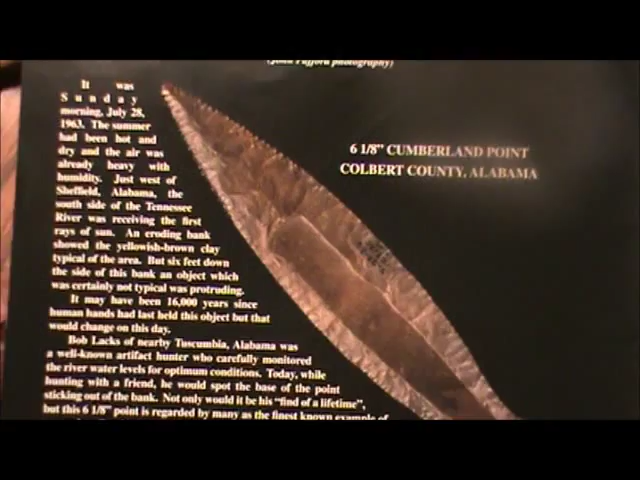 (John Pafford photography)
6 1/8" CUMBERLAND POINT
COLBERT COUNTY, ALABAMA
It was
Sunday
morning, July 28,
1963. The summer
had been hot and
dry and the air was
already heavy with
humidity. Just west of
Sheffield, Alabama, the
south side of the Tennessee
River was receiving the first
rays of sun. An eroding bank
showed the yellowish-brown clay
typical of the area. But six feet down
the side of this bank an object which
was certainly not typical was protruding.
It may have been 16,000 years since
human hands had last held this object but that
would change on this day.
Bob Lacks of nearby Tuscumbia, Alabama was
a well-known artifact hunter who carefully monitored
the river water levels for optimum conditions. Today, while
hunting with a friend, he would spot the base of the point
sticking out of the bank. Not only would it be his "find of a lifetime",
but this 6 1/8" point is regarded by many as the finest known example of